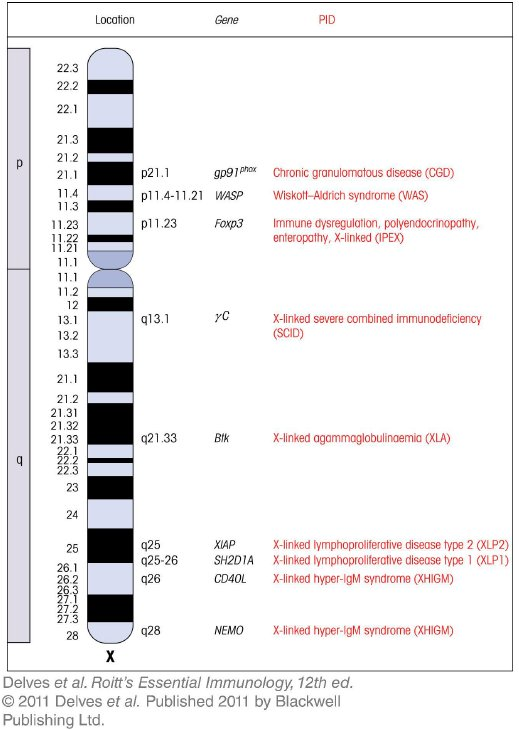 Location Gene PID
22.3
22.2
22.1
21.3
21.2
21.1 p21.1 gp91phox Chronic granulomatous disease (CGD)
11.4 p11.4-11.21 WASP Wiskott–Aldrich syndrome (WAS)
11.3
11.23 p11.23 Foxp3 Immune dysregulation, polyendocrinopathy,
11.22 enteropathy, X-linked (IPEX)
11.21
11.1
p
11.1
11.2
12
13.1 q13.1 γC X-linked severe combined immunodeficiency
(SCID)
13.2
13.3
21.1
21.2
21.31
21.32
21.33 q21.33 Btk X-linked agammaglobulinaemia (XLA)
22.1
22.2
22.3
q
23
24
25 q25 XIAP X-linked lymphoproliferative disease type 2 (XLP2)
q25-26 SH2D1A X-linked lymphoproliferative disease type 1 (XLP1)
26.1
26.2 q26 CD40L X-linked hyper-IgM syndrome (XHIGM)
26.3
27.1
27.2
27.3
28 q28 NEMO X-linked hyper-IgM syndrome (XHIGM)
X
Delves et al. Roitt's Essential Immunology, 12th ed.
© 2011 Delves et al. Published 2011 by Blackwell
Publishing Ltd.